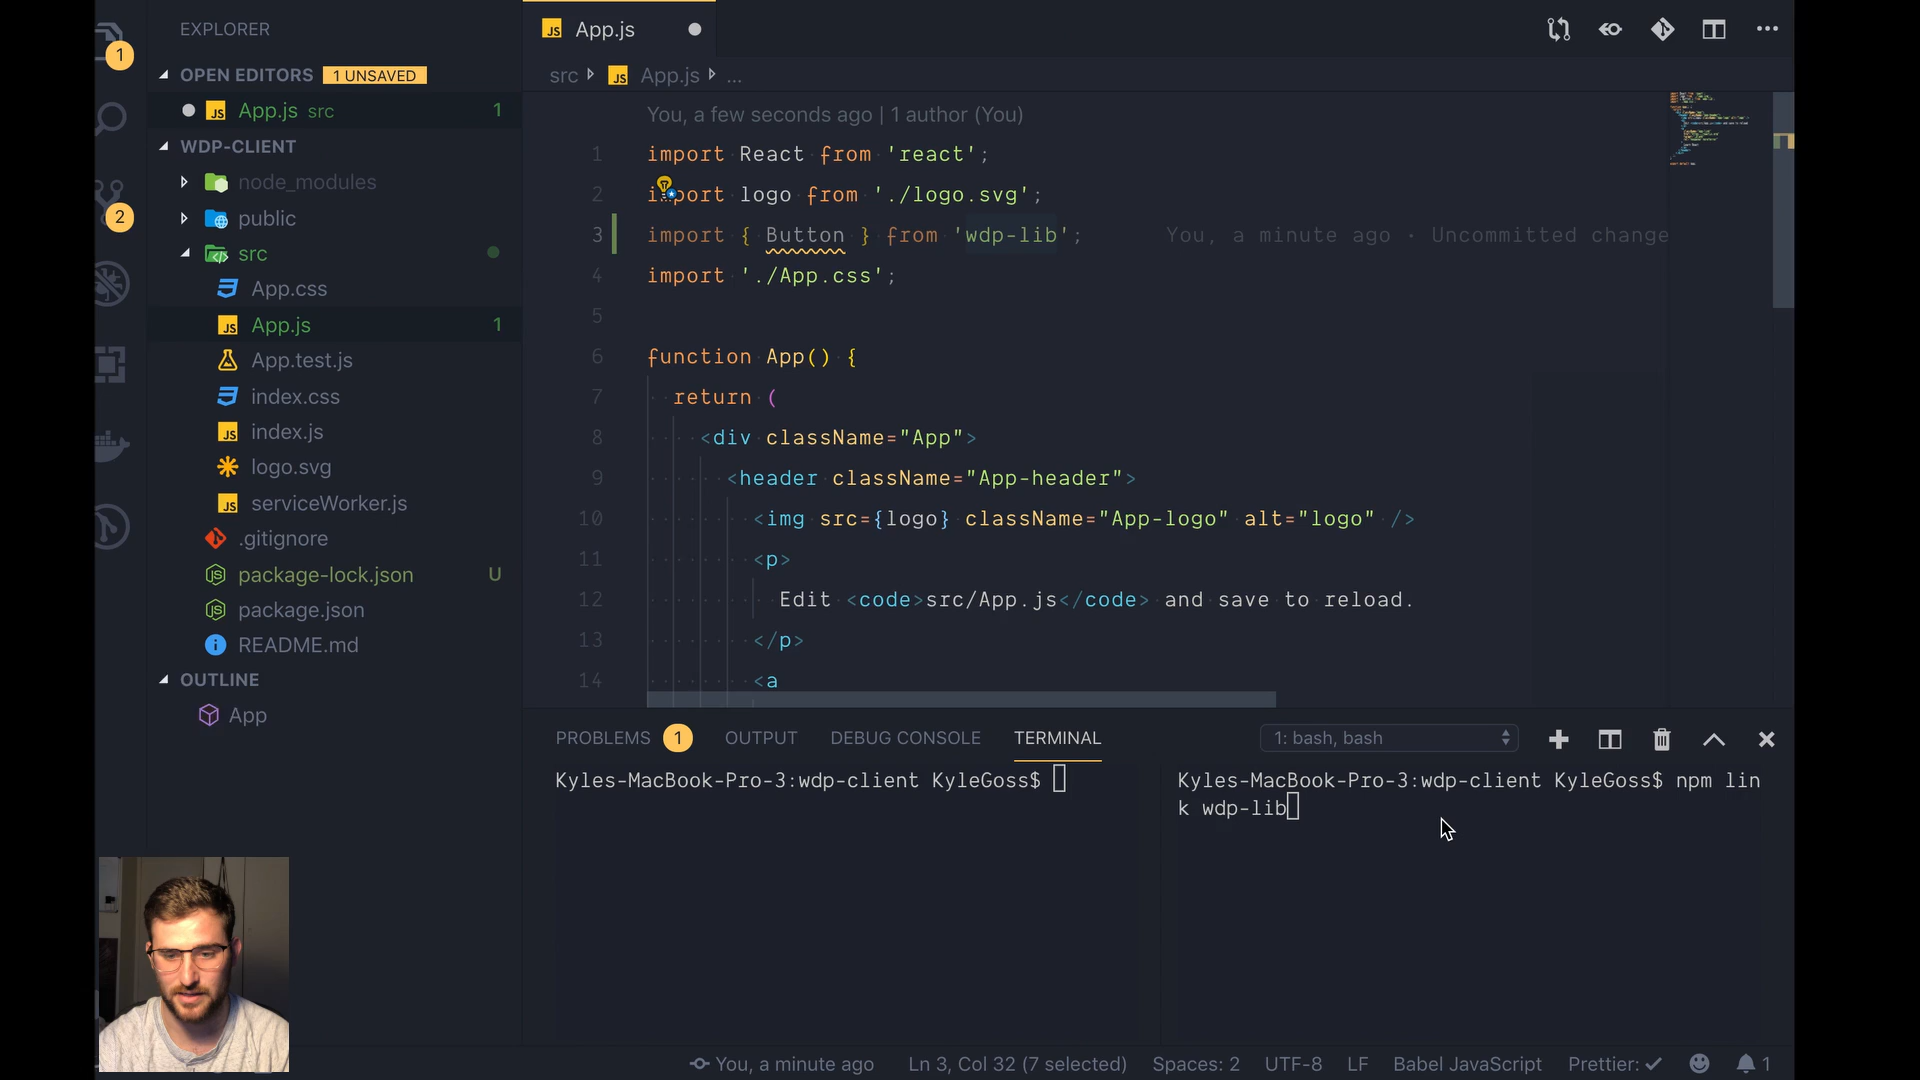 EXPLORER
OPEN EDITORS 1 UNSAVED
App.js src 1
WDP-CLIENT
node_modules
public
src
App.css
App.js 1
App.test.js
index.css
index.js
logo.svg
serviceWorker.js
.gitignore
package-lock.json U
package.json
README.md
OUTLINE
App
1
2
App.js
src App.js ...
You, a few seconds ago | 1 author (You)
1 import React from 'react';
2 import logo from './logo.svg';
3 import { Button } from 'wdp-lib'; You, a minute ago • Uncommitted change
4 import './App.css';
5
6 function App() {
7 return (
8 <div className="App">
9 <header className="App-header">
10 <img src={logo} className="App-logo" alt="logo" />
11 <p>
12 Edit <code>src/App.js</code> and save to reload.
13 </p>
14 <a
PROBLEMS 1 OUTPUT DEBUG CONSOLE TERMINAL 1: bash, bash
Kyles-MacBook-Pro-3:wdp-client KyleGoss$
Kyles-MacBook-Pro-3:wdp-client KyleGoss$ npm lin
k wdp-lib
You, a minute ago Ln 3, Col 32 (7 selected) Spaces: 2 UTF-8 LF Babel JavaScript Prettier: ✓ 1